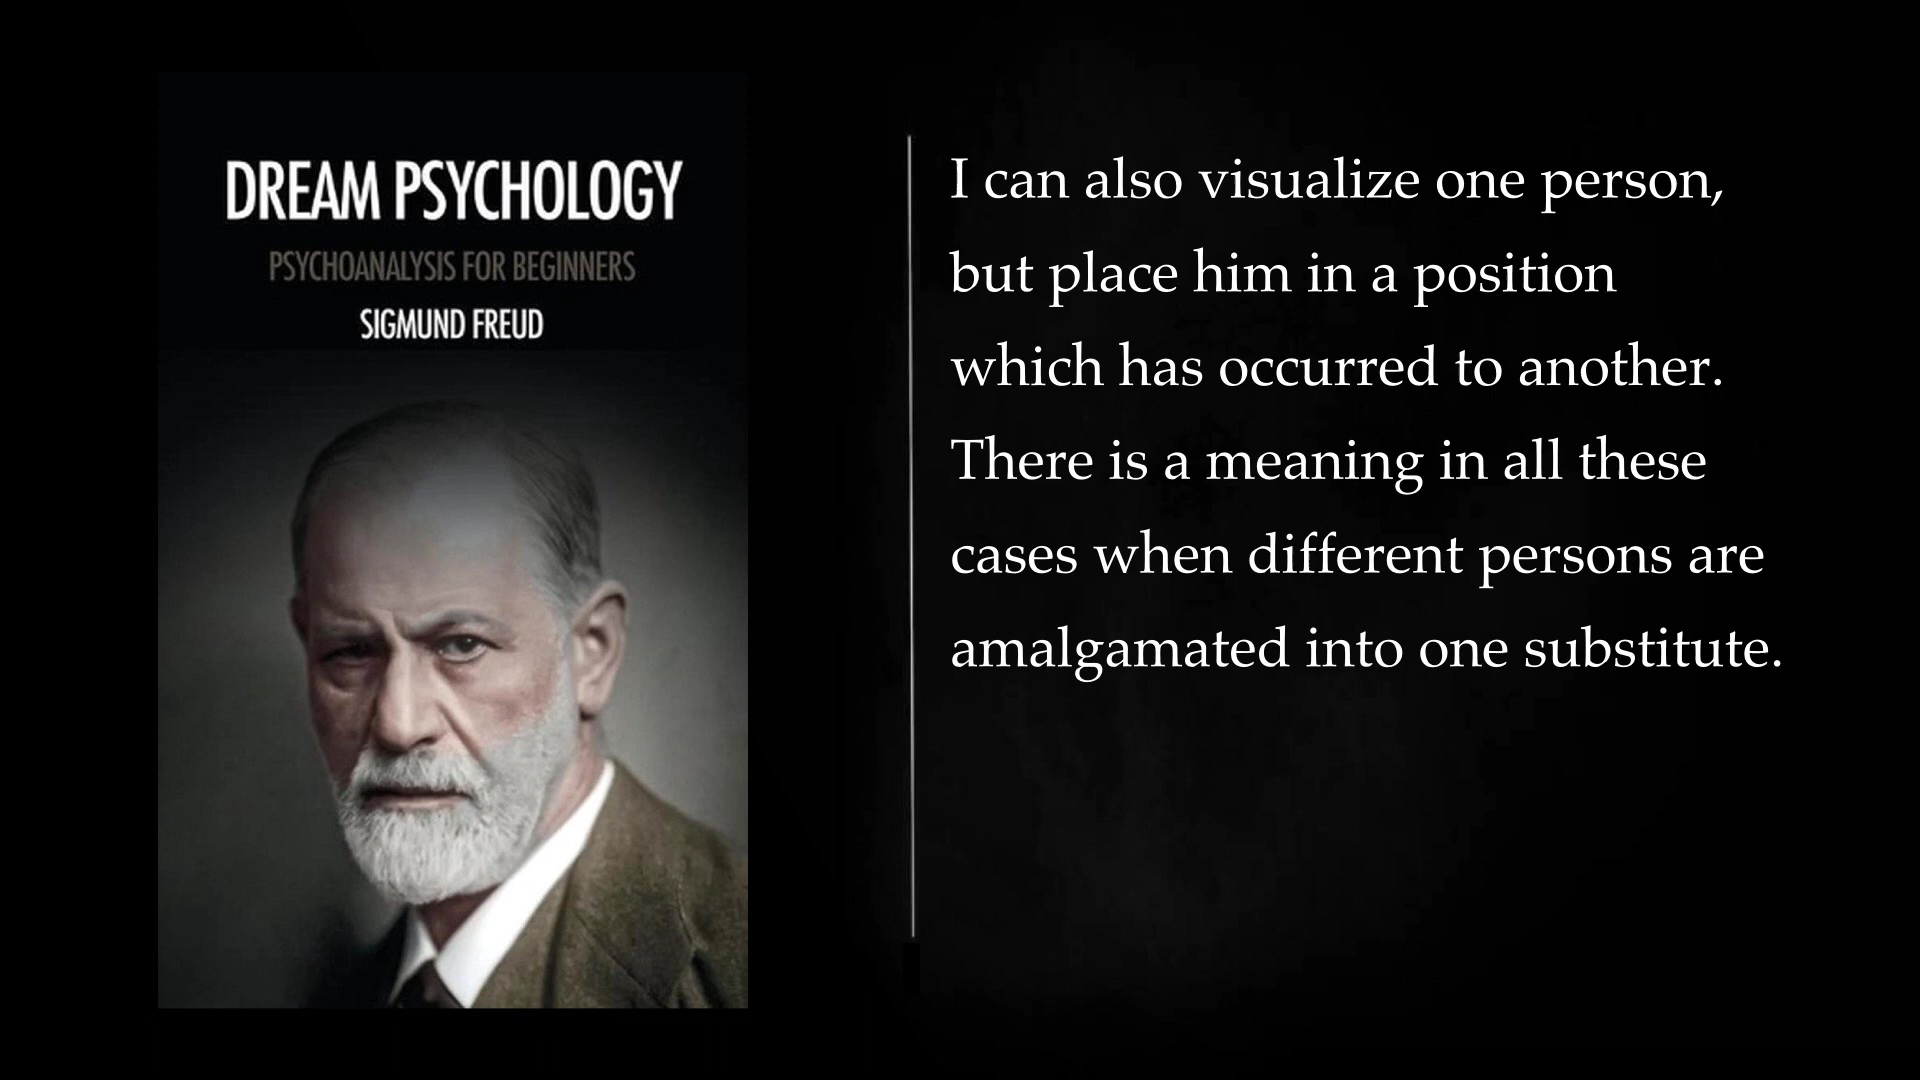 DREAM PSYCHOLOGY
PSYCHOANALYSIS FOR BEGINNERS
SIGMUND FREUD
I can also visualize one person,
but place him in a position
which has occurred to another.
There is a meaning in all these
cases when different persons are
amalgamated into one substitute.